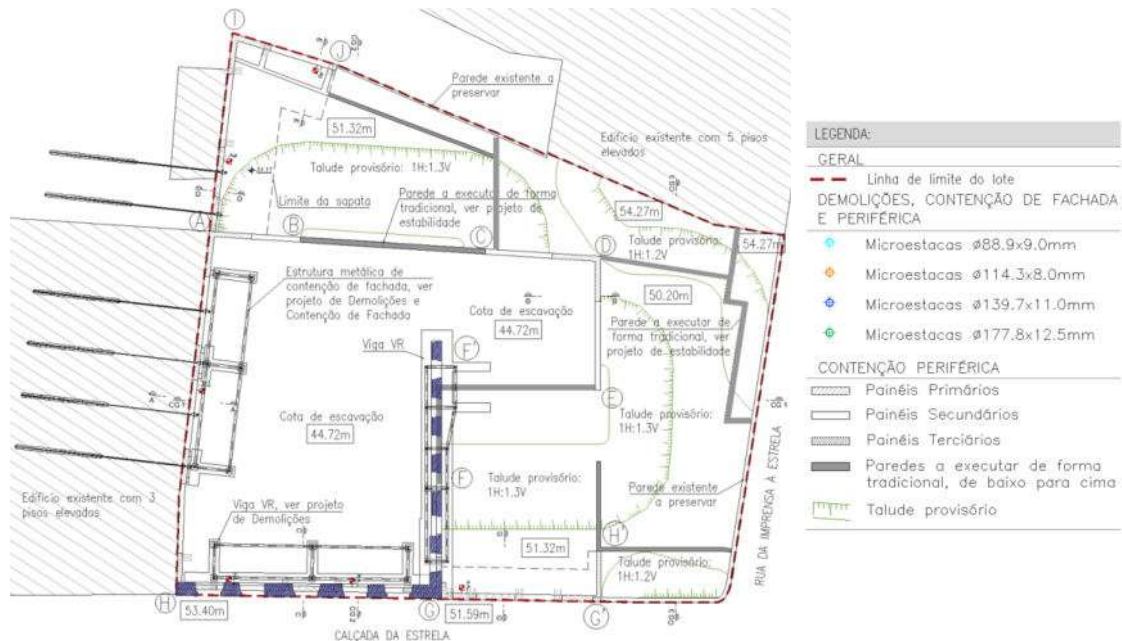 I
J
Parede existente a
preservar
51.32m
Edifício existente com 5 pisos
elevados
Talude provisório: 1H:1.3V
Limite da sapata
Parede a executar de forma
tradicional, ver projeto de
estabilidade
54.27m
Talude provisório:
1H:1.2V
54.27m
A
B
C
D
Estrutura metálica de
contenção de fachada, ver
projeto de Demolições e
Contenção de Fachada
Cota de escavação
44.72m
50.20m
Parede a executar de
forma tradicional, ver
projeto de estabilidade
Viga VR
F'
E
Cota de escavação
44.72m
Talude provisório:
1H:1.3V
F
Talude provisório:
1H:1.3V
Parede existente
a preservar
Edifício existente com 3
pisos elevados
Viga VR, ver projeto
de Demolições
51.32m
H'
Talude provisório:
1H:1.2V
H
53.40m
G
51.59m
G'
CALÇADA DA ESTRELA
RUA DA IMPRENSA À ESTRELA
LEGENDA:
GERAL
Linha de limite do lote
DEMOLIÇÕES, CONTENÇÃO DE FACHADA
E PERIFÉRICA
Microestacas ø88.9x9.0mm
Microestacas ø114.3x8.0mm
Microestacas ø139.7x11.0mm
Microestacas ø177.8x12.5mm
CONTENÇÃO PERIFÉRICA
Painéis Primários
Painéis Secundários
Painéis Terciários
Paredes a executar de forma
tradicional, de baixo para cima
Talude provisório